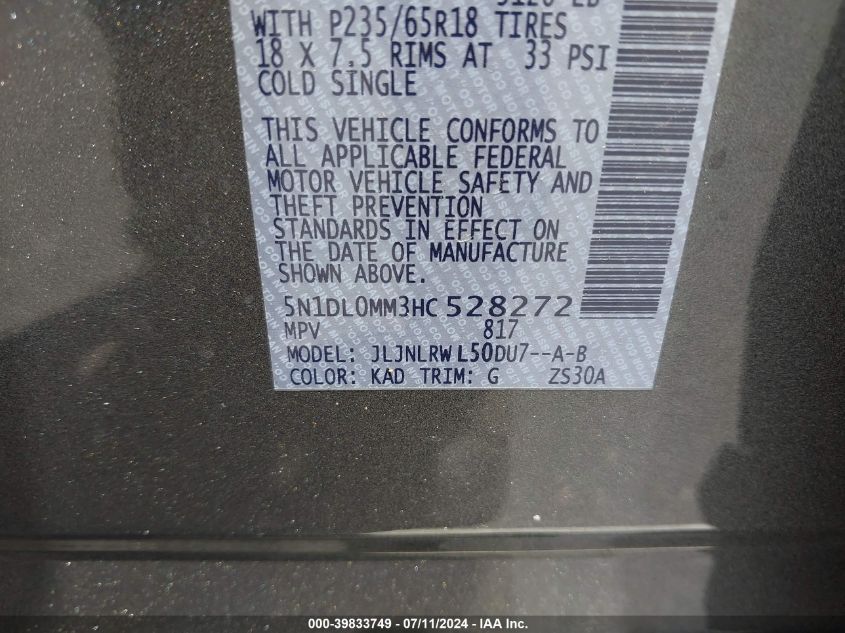 WITH P235/65R18 TIRES
18 X 7.5 RIMS AT 33 PSI
COLD SINGLE
THIS VEHICLE CONFORMS TO
ALL APPLICABLE FEDERAL
MOTOR VEHICLE SAFETY AND
THEFT PREVENTION
STANDARDS IN EFFECT ON
THE DATE OF MANUFACTURE
SHOWN ABOVE.
5N1DL0MM3HC528272
MPV 817
MODEL: JLJNLRWL50DU7--A-B
COLOR: KAD TRIM: G ZS30A
000-39833749 - 07/11/2024 - IAA Inc.